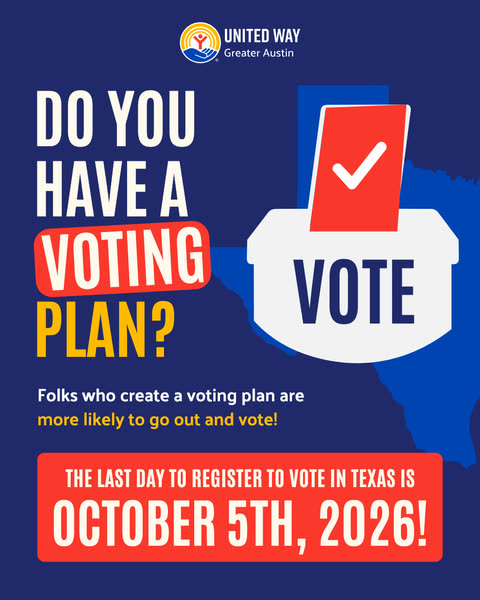 UNITED WAY
Greater Austin
DO YOU
HAVE A
VOTING
PLAN?
VOTE
Folks who create a voting plan are
more likely to go out and vote!
THE LAST DAY TO REGISTER TO VOTE IN TEXAS IS
OCTOBER 5TH, 2026!